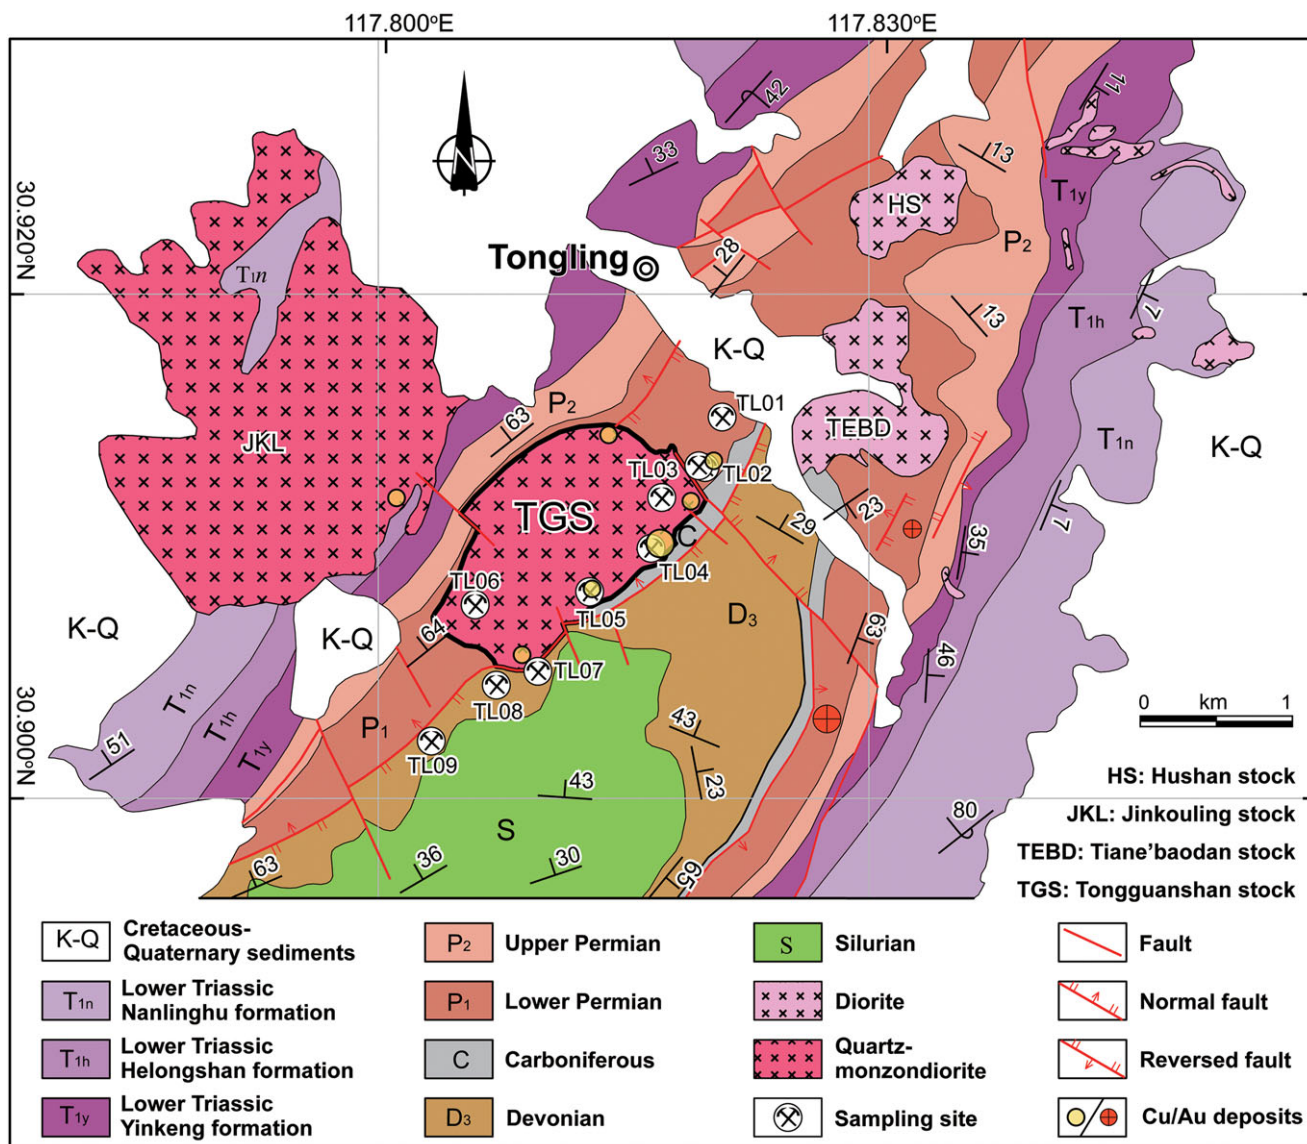 117.800°E
117.830°E
30.920°N
30.900°N
N
42
11
33
13
HS
T1y
28
P2
Tongling
T1n
13
7
T1h
K-Q
TL01
63
P2
JKL
TEBD
T1n
K-Q
TL03
TL02
TGS
29
23
C
35
TL06
TL04
7
K-Q
K-Q
64
TL05
D3
63
46
TL07
TL08
T1n
T1h
T1y
P1
51
TL09
43
23
0 km 1
43
S
80
63
36
30
65
HS: Hushan stock
JKL: Jinkouling stock
TEBD: Tiane'baodan stock
TGS: Tongguanshan stock
K-Q
Cretaceous-
Quaternary sediments
P2
Upper Permian
S
Silurian
Fault
T1n
Lower Triassic
Nanlinghu formation
P1
Lower Permian
Diorite
Normal fault
T1h
Lower Triassic
Helongshan formation
C
Carboniferous
Quartz-
monzondiorite
Reversed fault
T1y
Lower Triassic
Yinkeng formation
D3
Devonian
Sampling site
Cu/Au deposits